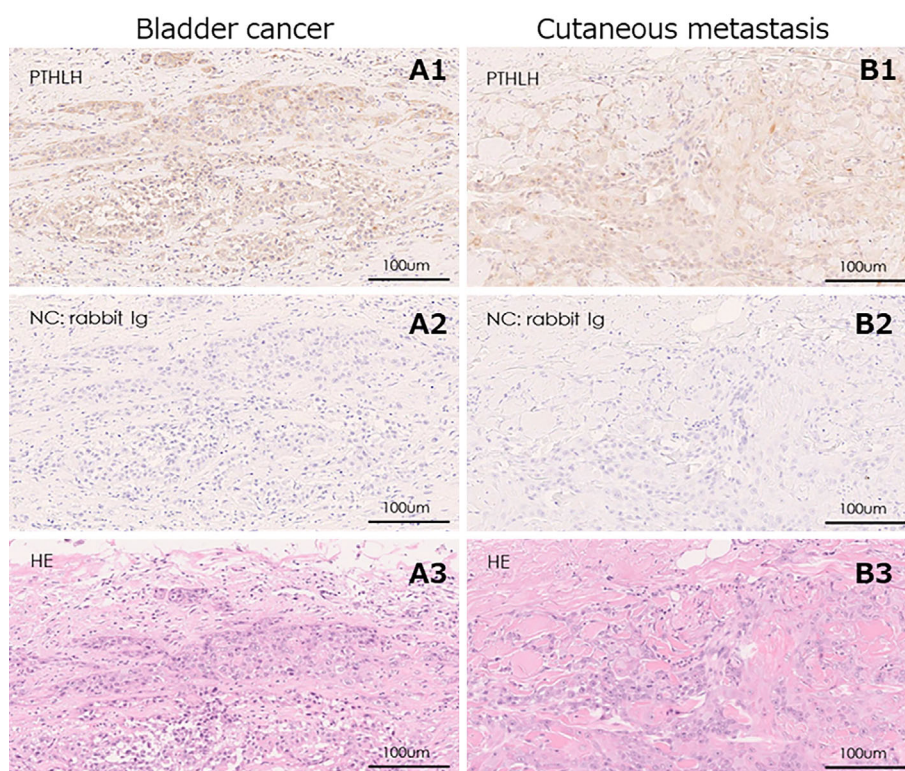 Bladder cancer
Cutaneous metastasis
PTHLH
A1
100um
PTHLH
B1
100um
NC: rabbit Ig
A2
100um
NC: rabbit Ig
B2
100um
HE
A3
100um
HE
B3
100um